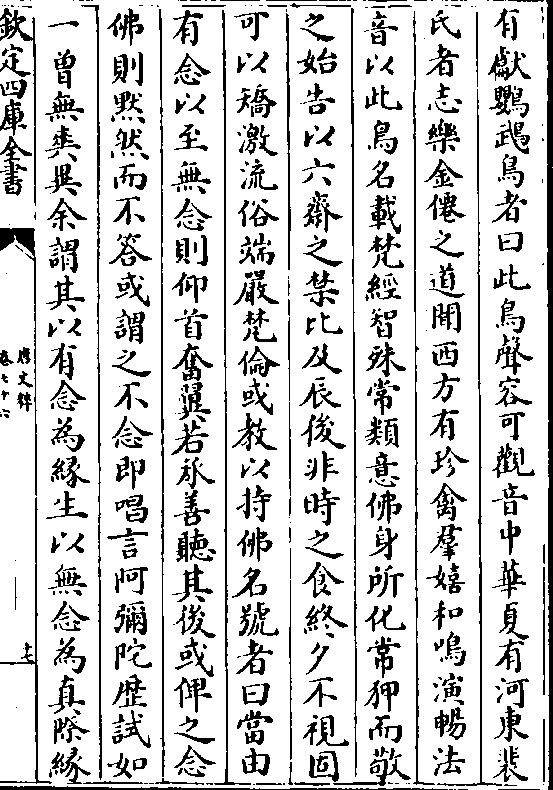 有獻鸚鵡鳥者曰此鳥聲容可觀音中華夏有河東裴
氏者志樂金僊之道聞西方有珍禽羣嬉和鳴演暢法
音以此鳥名載梵經智殊常類意佛身所化常狎而敬
之始告以六齋之禁比及辰後非時之食終夕不視固
可以矯激流俗端嚴梵倫或教以持佛名號者曰當由
有念以至無念則仰首奮翼若承善聽其後或俾之念
佛則黙然而不答或謂之不念即唱言阿彌陀歴試如
一曾無爽異余謂其以有念為緣生以無念為真際緣
欽定四庫全書
唐文粹
卷七十六
十七